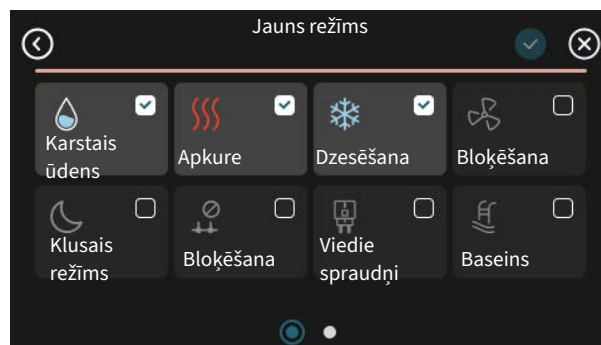 Jauns režīms
Karstais
ūdens
Apkure
Dzesēšana
Bloķēšana
Klusais
režīms
Bloķēšana
Viedie
spraudņi
Baseins